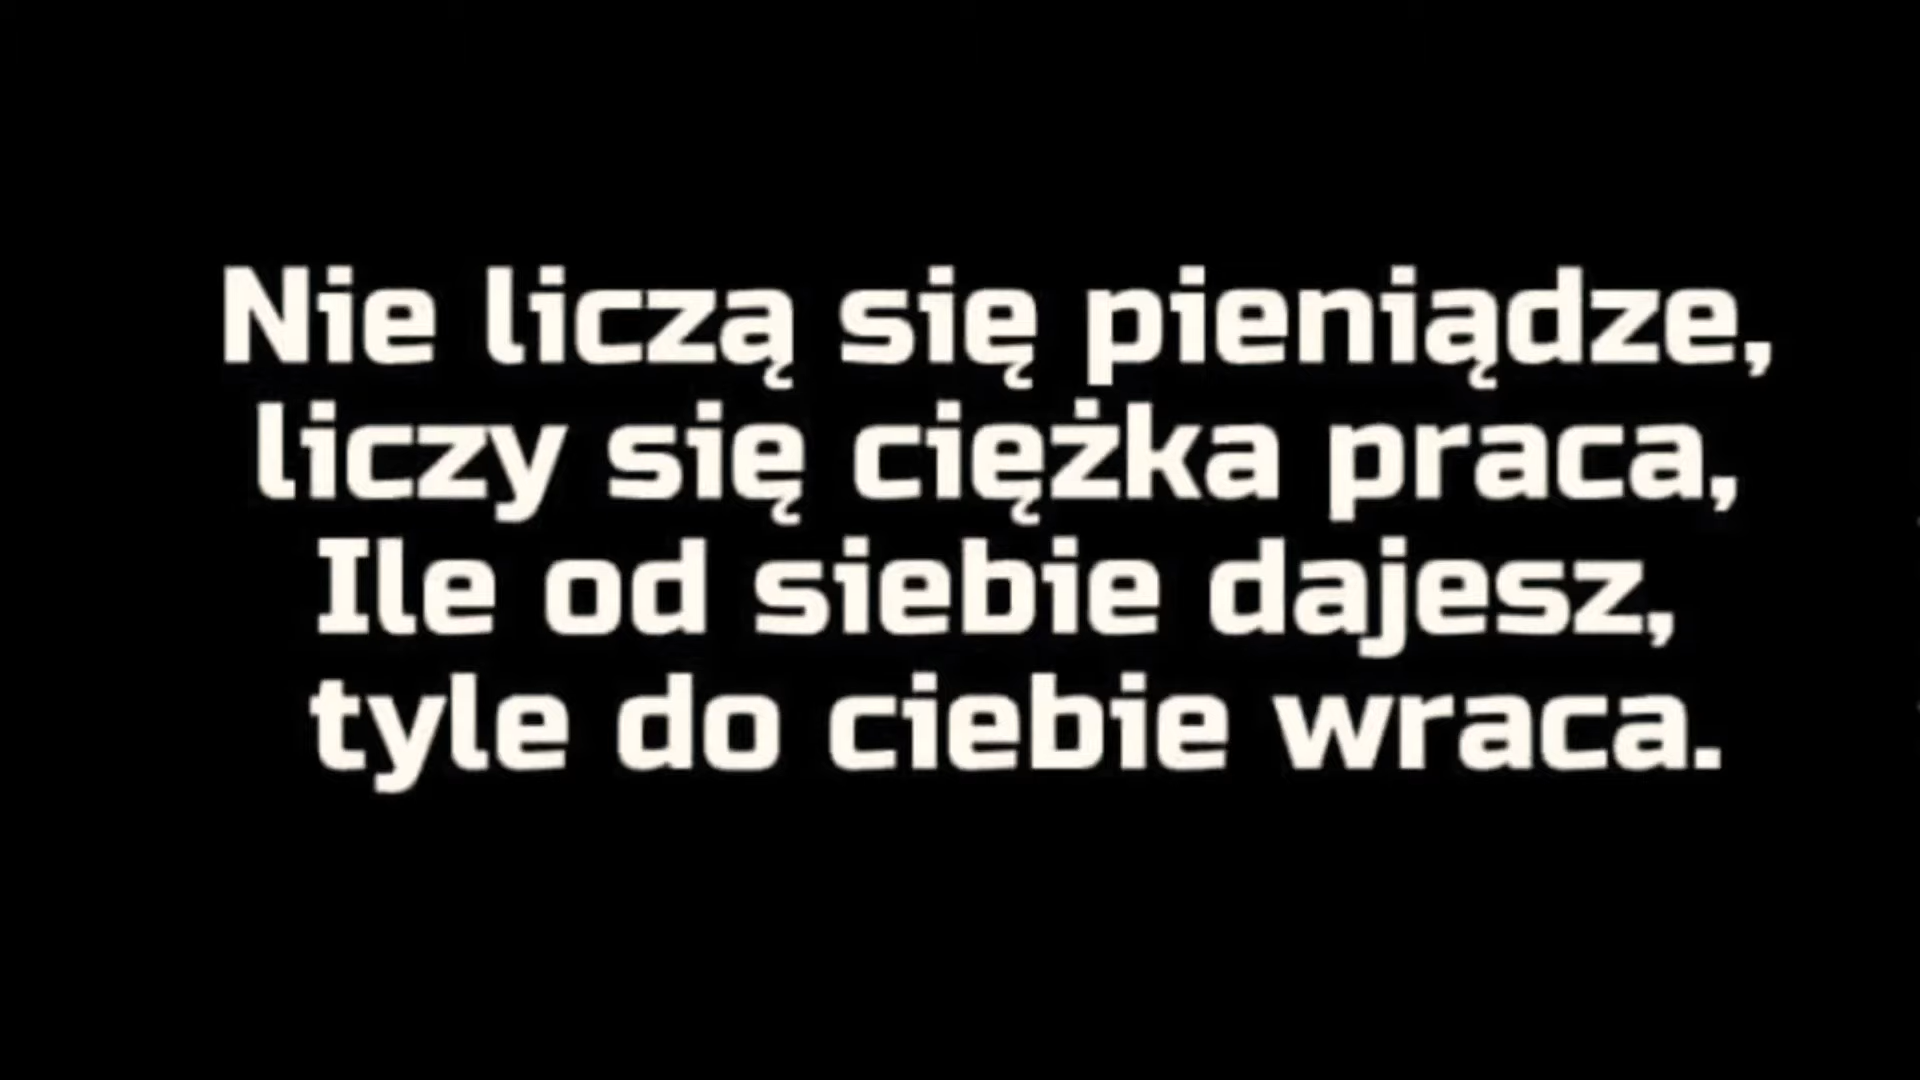 Nie liczą się pieniądze,
liczy się ciężka praca,
Ile od siebie dajesz,
tyle do ciebie wraca.